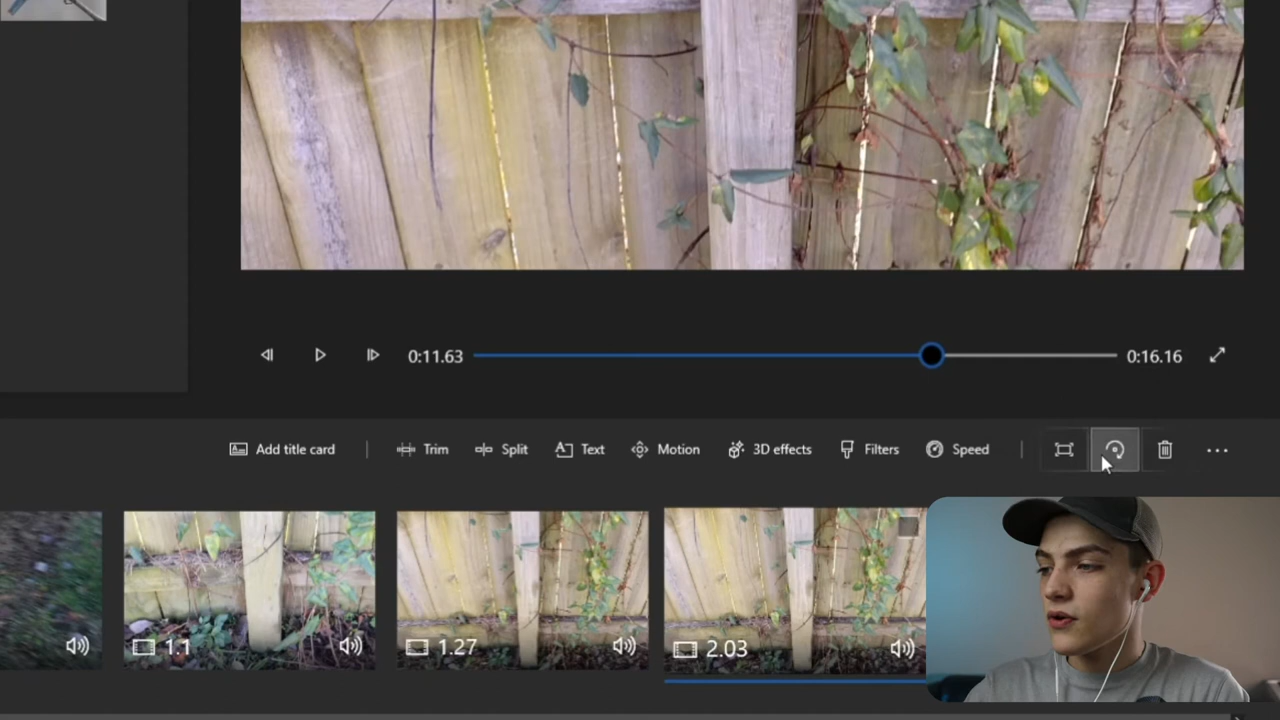 0:11.63 0:16.16
Add title card Trim Split Text Motion 3D effects Filters Speed
1.1 1.27 2.03